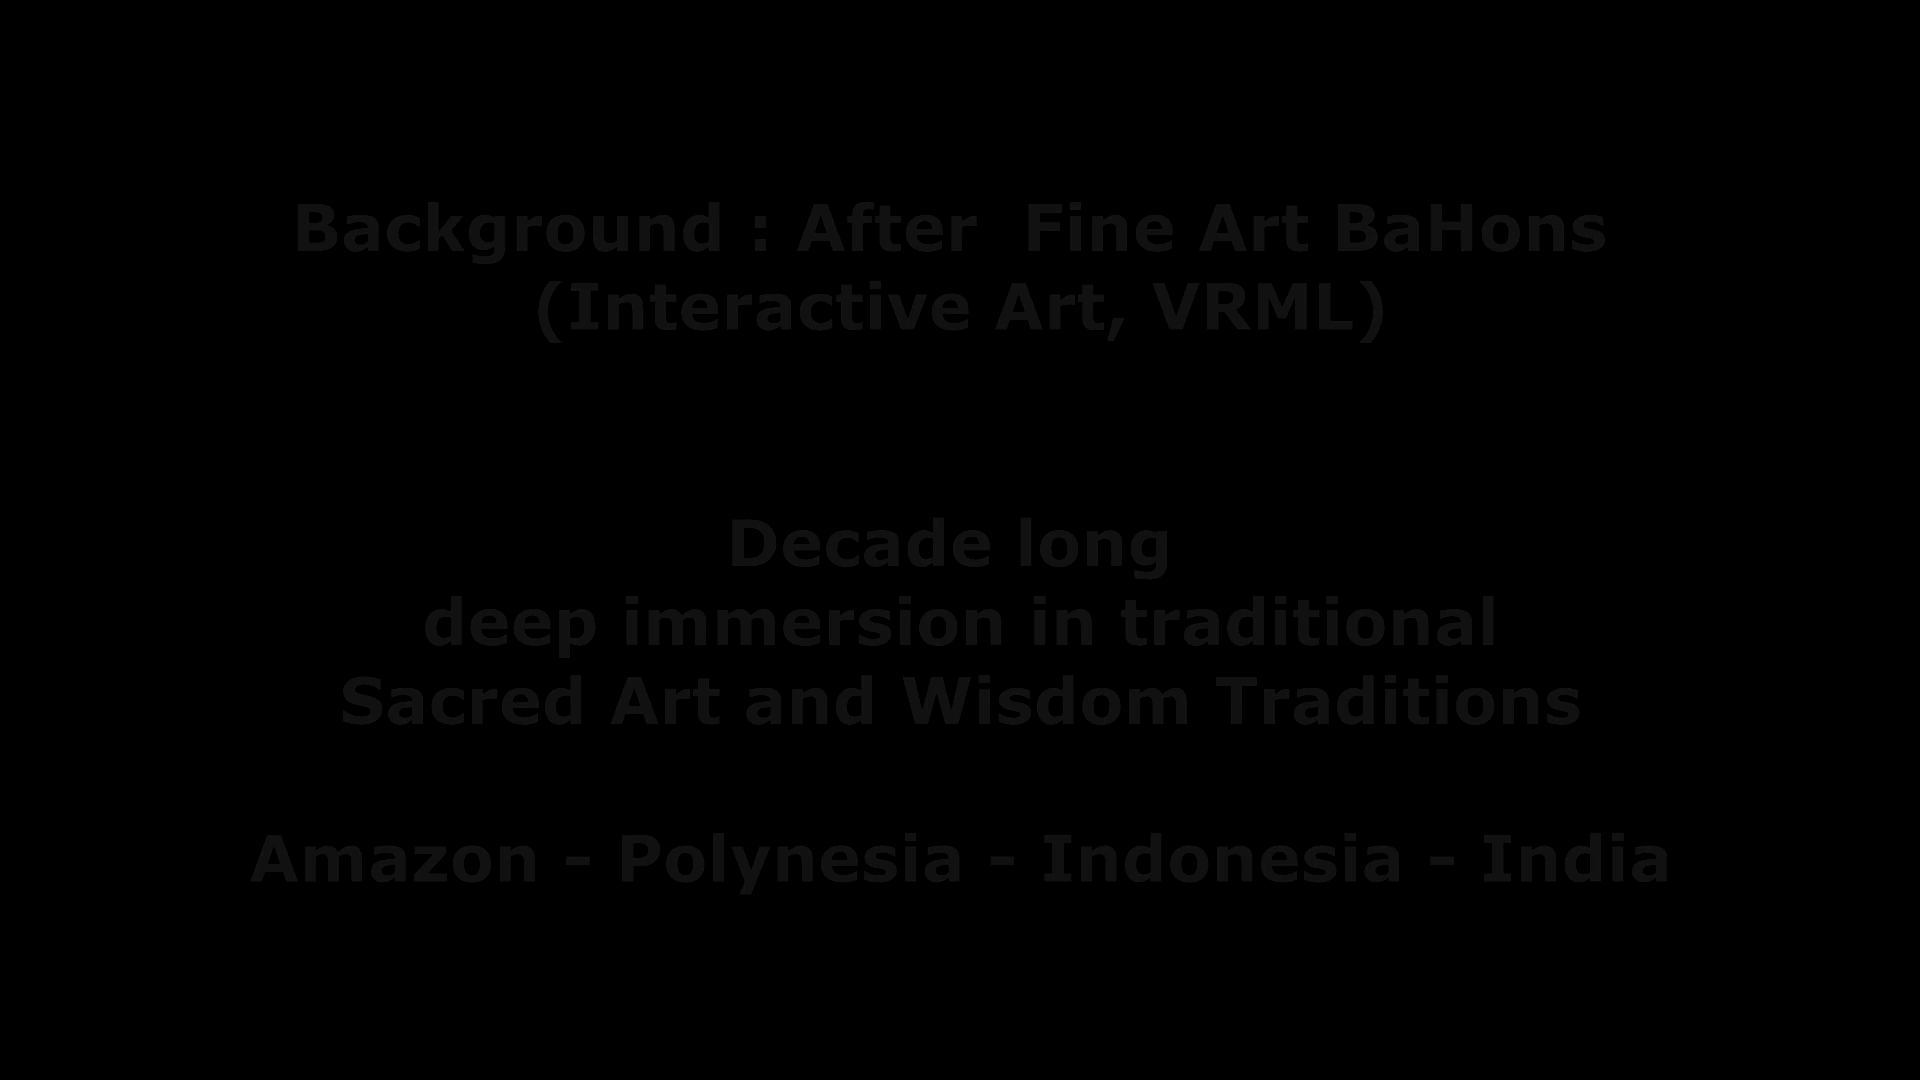 Background : After  Fine Art BaHons
(Interactive Art, VRML)
Decade long
deep immersion in traditional
Sacred Art and Wisdom Traditions
Amazon - Polynesia - Indonesia - India